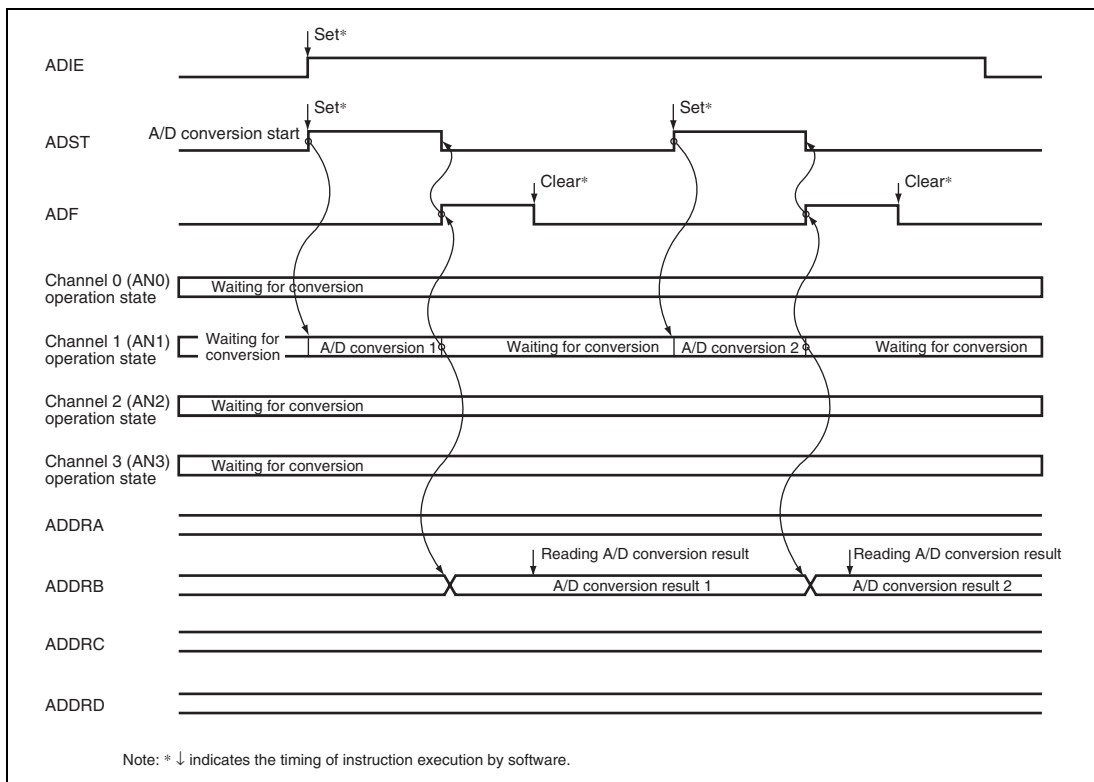 Set*
ADIE
Set*
Set*
A/D conversion start
ADST
Clear*
Clear*
ADF
Channel 0 (AN0)
operation state
Waiting for conversion
Channel 1 (AN1)
operation state
Waiting for
conversion
A/D conversion 1
Waiting for conversion
A/D conversion 2
Waiting for conversion
Channel 2 (AN2)
operation state
Waiting for conversion
Channel 3 (AN3)
operation state
Waiting for conversion
ADDRA
Reading A/D conversion result
Reading A/D conversion result
ADDRB
A/D conversion result 1
A/D conversion result 2
ADDRC
ADDRD
Note: * ↓ indicates the timing of instruction execution by software.